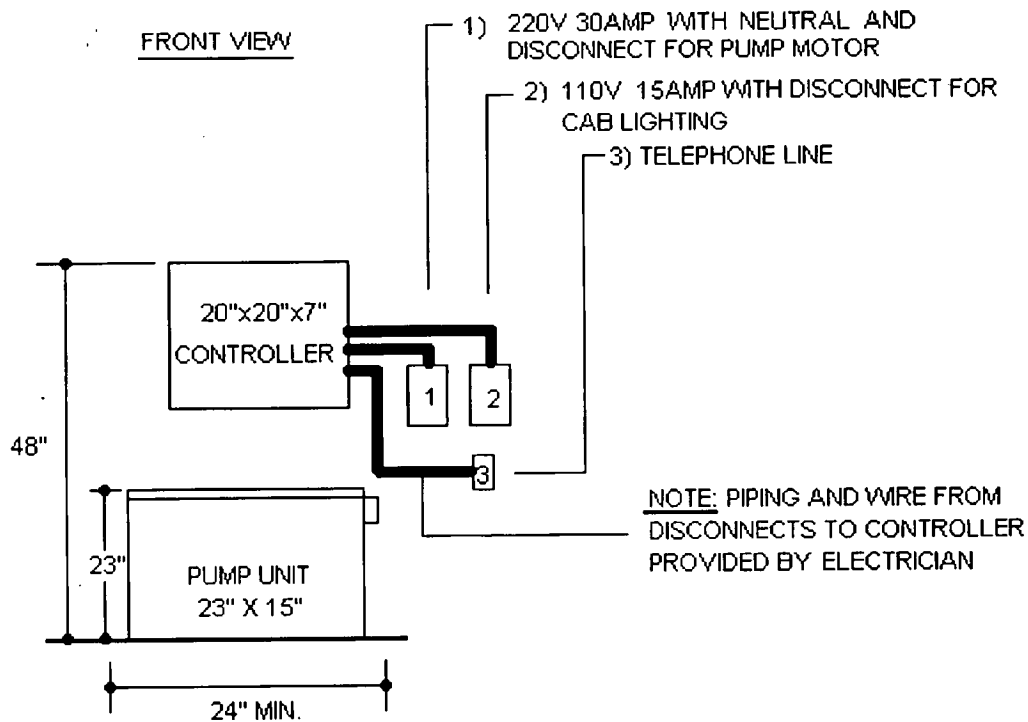 FRONT VIEW
1) 220V 30AMP WITH NEUTRAL AND
DISCONNECT FOR PUMP MOTOR
2) 110V 15AMP WITH DISCONNECT FOR
CAB LIGHTING
3) TELEPHONE LINE
20"x20"x7"
CONTROLLER
1
2
3
48"
23"
PUMP UNIT
23" X 15"
24" MIN.
NOTE: PIPING AND WIRE FROM
DISCONNECTS TO CONTROLLER
PROVIDED BY ELECTRICIAN